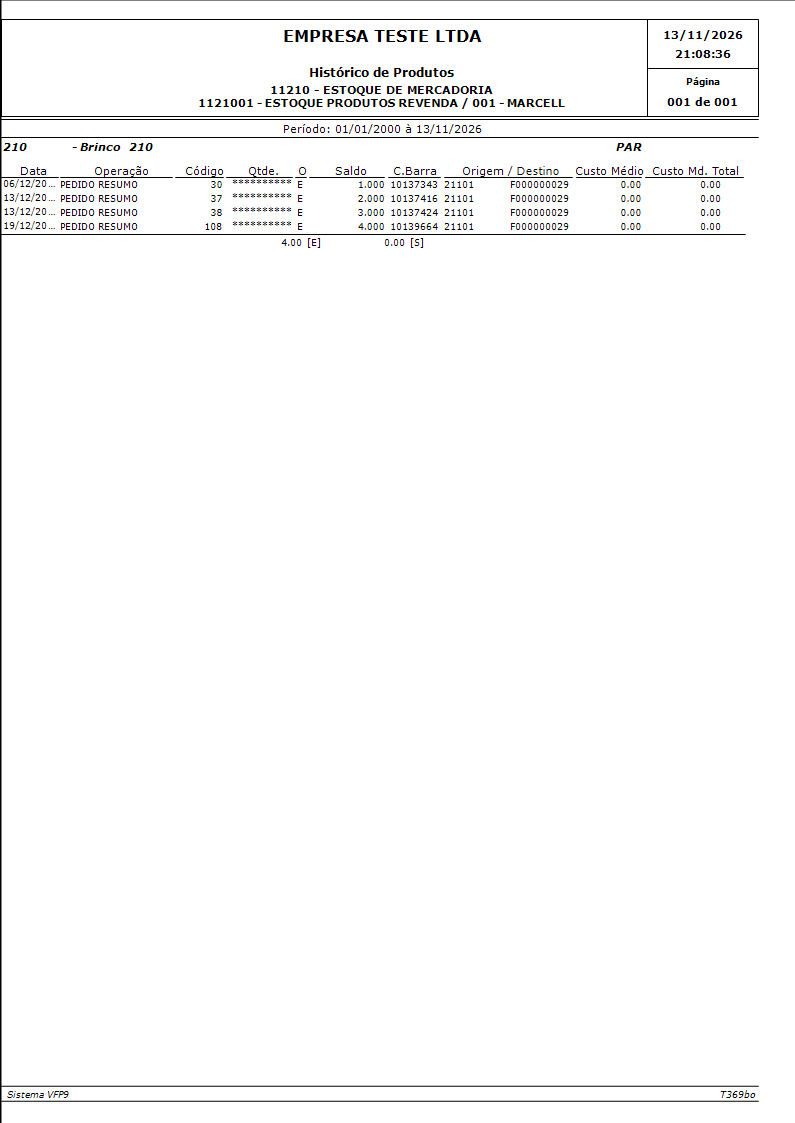 EMPRESA TESTE LTDA
13/11/2026
21:08:36
Histórico de Produtos
11210 - ESTOQUE DE MERCADORIA
1121001 - ESTOQUE PRODUTOS REVENDA / 001 - MARCELL
Página
001 de 001
Período: 01/01/2000 à 13/11/2026
210 - Brinco 210 PAR
Data Operação Código Qtde. O Saldo C.Barra Origem / Destino Custo Médio Custo Md. Total
06/12/20... PEDIDO RESUMO 30 ********** E 1.000 10137343 21101 F000000029 0.00 0.00
13/12/20... PEDIDO RESUMO 37 ********** E 2.000 10137416 21101 F000000029 0.00 0.00
13/12/20... PEDIDO RESUMO 38 ********** E 3.000 10137424 21101 F000000029 0.00 0.00
19/12/20... PEDIDO RESUMO 108 ********** E 4.000 10139664 21101 F000000029 0.00 0.00
4.00 [E] 0.00 [S]
Sistema VFP9 T369bo